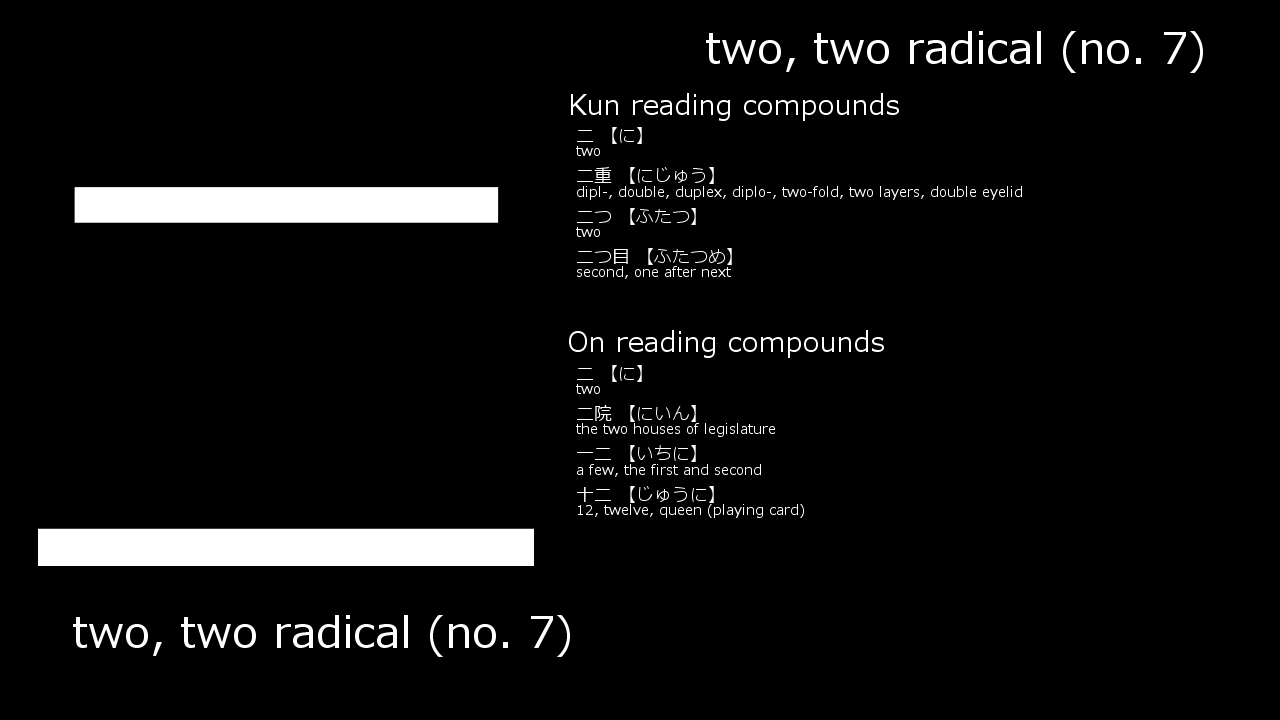 二
two, two radical (no. 7)
two, two radical (no. 7)
Kun reading compounds
二 【に】
two
二重 【にじゅう】
dipl-, double, duplex, diplo-, two-fold, two layers, double eyelid
二つ 【ふたつ】
two
二つ目 【ふたつめ】
second, one after next
On reading compounds
二 【に】
two
二院 【にいん】
the two houses of legislature
一二 【いちに】
a few, the first and second
十二 【じゅうに】
12, twelve, queen (playing card)